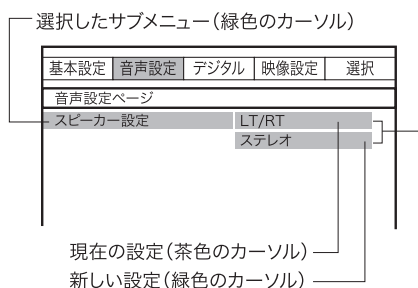 選択したサブメニュー(緑色のカーソル)
基本設定 音声設定 デジタル 映像設定 選択
音声設定ページ
スピーカー設定 LT/RT
ステレオ
現在の設定(茶色のカーソル)
新しい設定(緑色のカーソル)